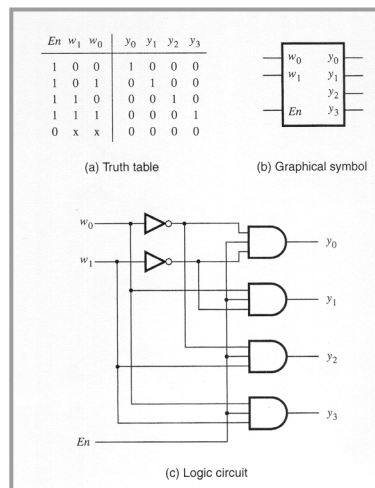 En w1 w0 y0 y1 y2 y3
1 0 0 1 0 0 0
1 0 1 0 1 0 0
1 1 0 0 0 1 0
1 1 1 0 0 0 1
0 x x 0 0 0 0
(a) Truth table
w0 y0
w1 y1
y2
En y3
(b) Graphical symbol
w0
y0
w1
y1
y2
y3
En
(c) Logic circuit